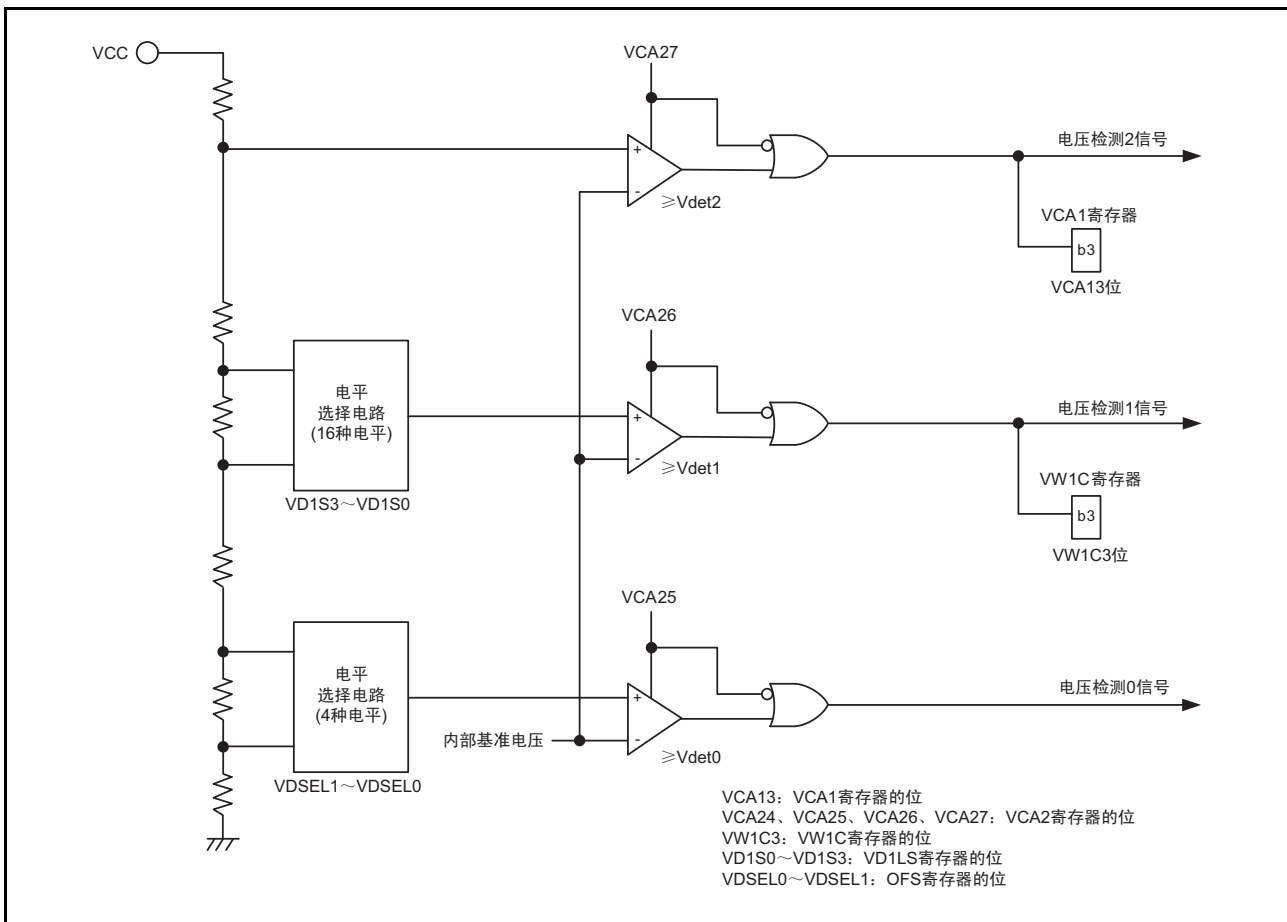 VCC
VCA27
+
-
≥Vdet2
电压检测2信号
VCA1寄存器
b3
VCA13位
VCA26
电平
选择电路
(16种电平)
VD1S3～VD1S0
+
-
≥Vdet1
电压检测1信号
VW1C寄存器
b3
VW1C3位
VCA25
电平
选择电路
(4种电平)
VDSEL1～VDSEL0
内部基准电压
+
-
≥Vdet0
电压检测0信号
VCA13：VCA1寄存器的位
VCA24、VCA25、VCA26、VCA27：VCA2寄存器的位
VW1C3：VW1C寄存器的位
VD1S0～VD1S3：VD1LS寄存器的位
VDSEL0～VDSEL1：OFS寄存器的位